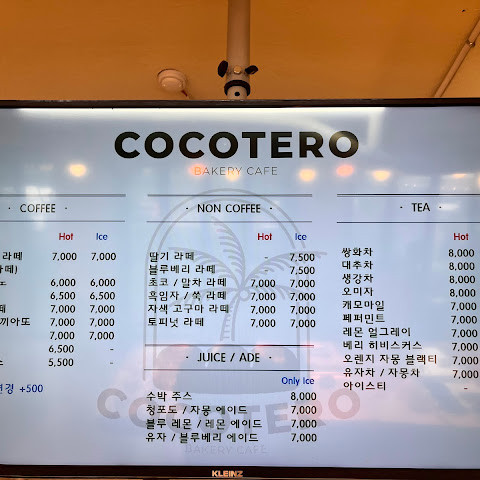 COCOTERO
BAKERY CAFE
· COFFEE ·
Hot Ice
라떼 7,000 7,000
6,000 6,000
6,500 6,500
7,000 7,000
끼아또 7,000 7,000
7,000 7,000
6,500 -
5,500 -
변경 +500
· NON COFFEE ·
Hot Ice
딸기 라떼 - 7,500
블루베리 라떼 7,500
초코 / 말차 라떼 7,000 7,000
흑임자 / 쑥 라떼 7,000 7,000
자색 고구마 라떼 7,000 7,000
토피넛 라떼 7,000 7,000
· JUICE / ADE ·
Only Ice
수박 주스 8,000
청포도 / 자몽 에이드 7,000
블루 레몬 / 레몬 에이드 7,000
유자 / 블루베리 에이드 7,000
· TEA ·
Hot
쌍화차 8,000
대추차 8,000
생강차 8,000
오미자 8,000
캐모마일 7,000
페퍼민트 7,000
레몬 얼그레이 7,000
베리 히비스커스 7,000
오렌지 자몽 블랙티 7,000
유자차 / 자몽차 7,000
아이스티 -
COCOTERO
BAKERY CAFE
KLEINZ